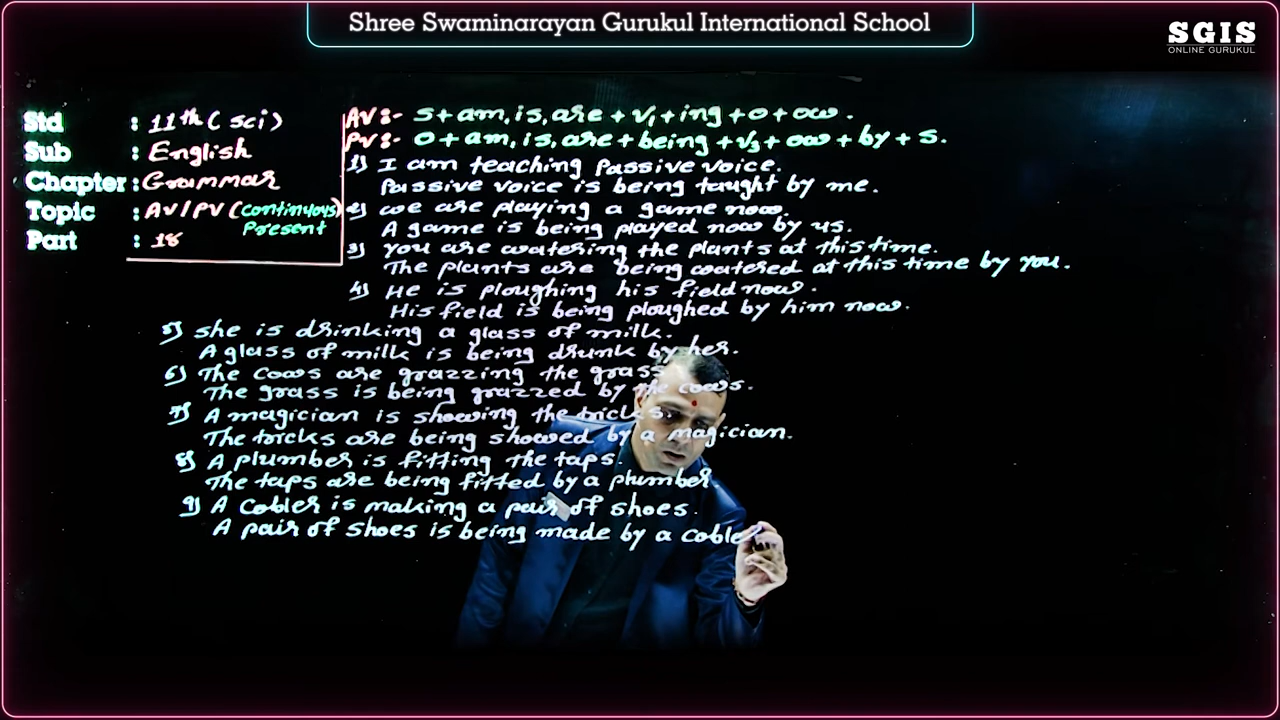 Shree Swaminarayan Gurukul International School
SGIS
ONLINE GURUKUL
Std : 11th (sci)
Sub : English
Chapter : Grammar
Topic : AV/PV (continuous Present
Part : 18
AV:- S+am, is, are + V1 + ing + o + ow.
PV:- O+am, is, are + being + V3 + ow + by + s.
1) I am teaching Passive voice.
Passive voice is being taught by me.
2) we are playing a game now.
A game is being played now by us.
3) you are watering the plants at this time.
The plants are being watered at this time by you.
4) He is ploughing his field now.
His field is being ploughed by him now.
5) she is drinking a glass of milk.
A glass of milk is being drunk by her.
6) The cows are grazzing the grass
The grass is being grazzed by the cows.
7) A magician is showing the tricks.
The tricks are being showed by a magician.
8) A plumber is fitting the taps.
The taps are being fitted by a plumber.
9) A cobler is making a pair of shoes.
A pair of shoes is being made by a coble